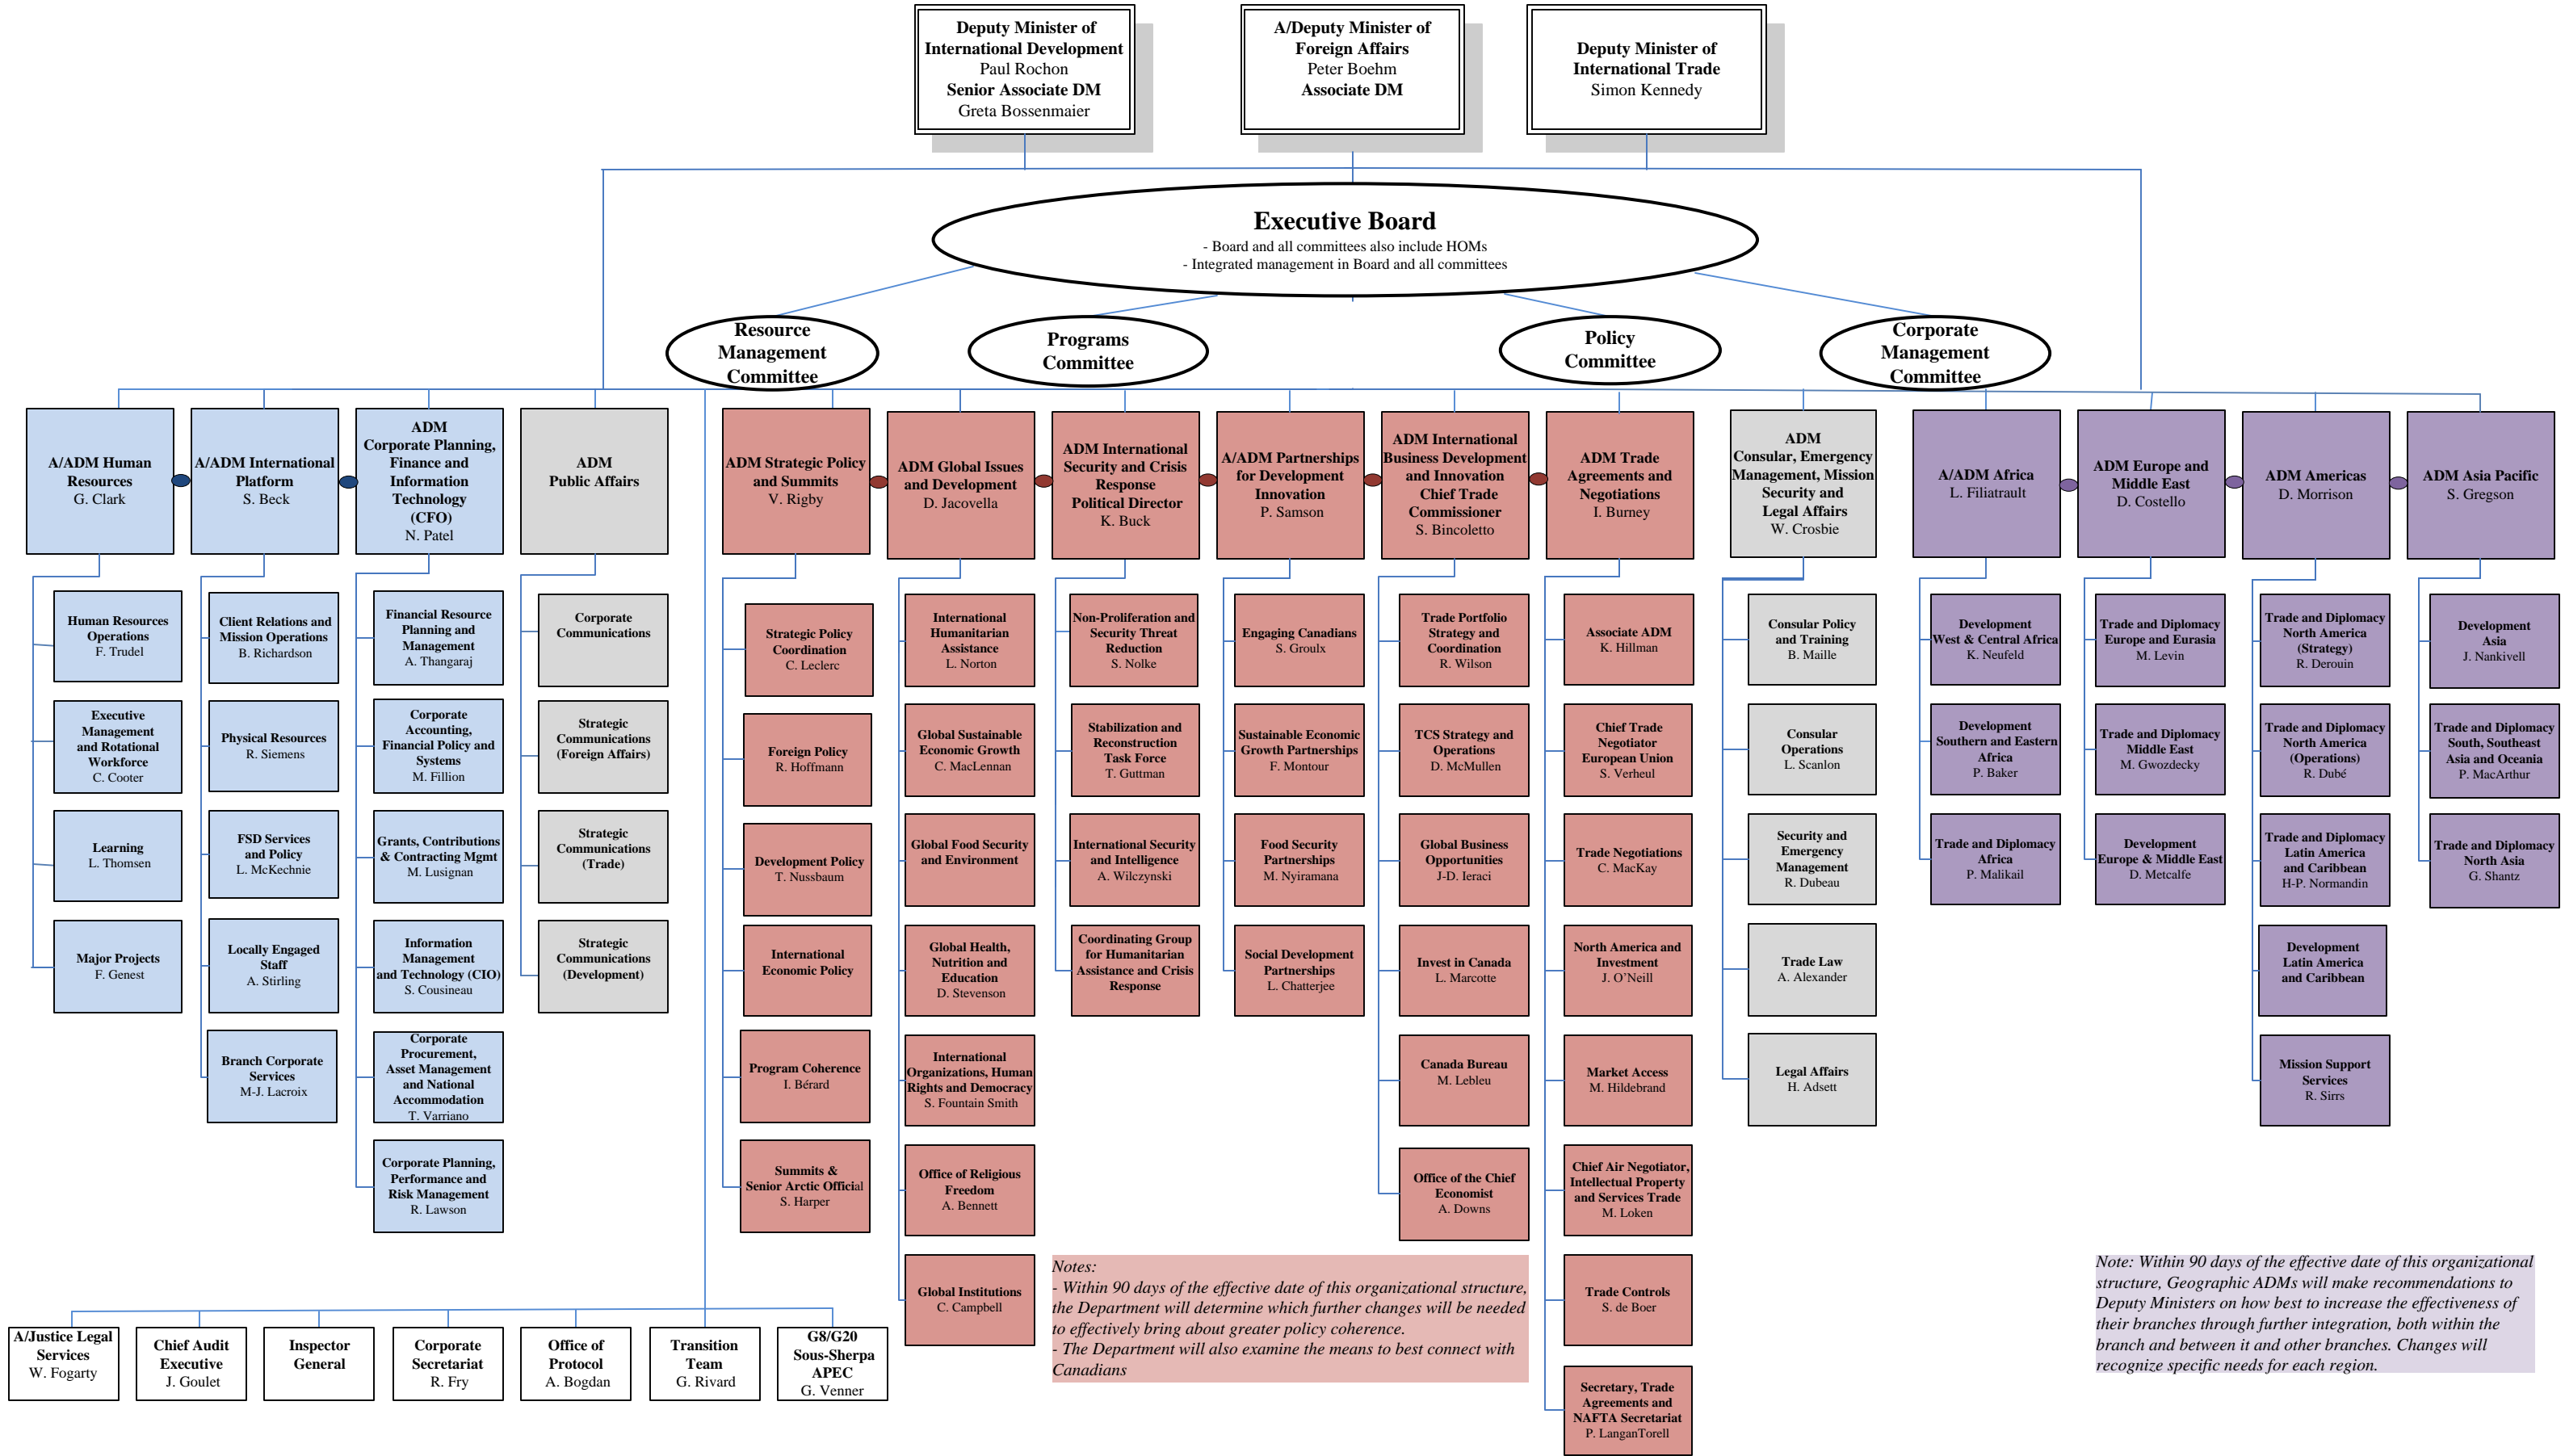 Deputy Minister of
International Development
Paul Rochon
Senior Associate DM
Greta Bossenmaier
A/Deputy Minister of
Foreign Affairs
Peter Boehm
Associate DM
Deputy Minister of
International Trade
Simon Kennedy
Executive Board
- Board and all committees also include HOMs
- Integrated management in Board and all committees
Resource
Management
Committee
Programs
Committee
Policy
Committee
Corporate
Management
Committee
A/ADM Human
Resources
G. Clark
A/ADM International
Platform
S. Beck
ADM
Corporate Planning,
Finance and
Information
Technology
(CFO)
N. Patel
ADM
Public Affairs
ADM Strategic Policy
and Summits
V. Rigby
ADM Global Issues
and Development
D. Jacovella
ADM International
Security and Crisis
Response
Political Director
K. Buck
A/ADM Partnerships
for Development
Innovation
P. Samson
ADM International
Business Development
and Innovation
Chief Trade
Commissioner
S. Bincoletto
ADM Trade
Agreements and
Negotiations
I. Burney
ADM
Consular, Emergency
Management, Mission
Security and
Legal Affairs
W. Crosbie
A/ADM Africa
L. Filiatrault
ADM Europe and
Middle East
D. Costello
ADM Americas
D. Morrison
ADM Asia Pacific
S. Gregson
Human Resources
Operations
F. Trudel
Executive
Management
and Rotational
Workforce
C. Cooter
Learning
L. Thomsen
Major Projects
F. Genest
Client Relations and
Mission Operations
B. Richardson
Physical Resources
R. Siemens
FSD Services
and Policy
L. McKechnie
Locally Engaged
Staff
A. Stirling
Branch Corporate
Services
M-J. Lacroix
Financial Resource
Planning and
Management
A. Thangaraj
Corporate
Accounting,
Financial Policy and
Systems
M. Fillion
Grants, Contributions
& Contracting Mgmt
M. Lusignan
Information
Management
and Technology (CIO)
S. Cousineau
Corporate
Procurement,
Asset Management
and National
Accommodation
T. Varriano
Corporate Planning,
Performance and
Risk Management
R. Lawson
Corporate
Communications
Strategic
Communications
(Foreign Affairs)
Strategic
Communications
(Trade)
Strategic
Communications
(Development)
Strategic Policy
Coordination
C. Leclerc
Foreign Policy
R. Hoffmann
Development Policy
T. Nussbaum
International
Economic Policy
Program Coherence
I. Bérard
Summits &
Senior Arctic Official
S. Harper
International
Humanitarian
Assistance
L. Norton
Global Sustainable
Economic Growth
C. MacLennan
Global Food Security
and Environment
Global Health,
Nutrition and
Education
D. Stevenson
International
Organizations, Human
Rights and Democracy
S. Fountain Smith
Office of Religious
Freedom
A. Bennett
Global Institutions
C. Campbell
Non-Proliferation and
Security Threat
Reduction
S. Nolke
Stabilization and
Reconstruction
Task Force
T. Guttman
International Security
and Intelligence
A. Wilczynski
Coordinating Group
for Humanitarian
Assistance and Crisis
Response
Engaging Canadians
S. Groulx
Sustainable Economic
Growth Partnerships
F. Montour
Food Security
Partnerships
M. Nyiramana
Social Development
Partnerships
L. Chatterjee
Trade Portfolio
Strategy and
Coordination
R. Wilson
TCS Strategy and
Operations
D. McMullen
Global Business
Opportunities
J-D. Ieraci
Invest in Canada
L. Marcotte
Canada Bureau
M. Lebleu
Office of the Chief
Economist
A. Downs
Associate ADM
K. Hillman
Chief Trade
Negotiator
European Union
S. Verheul
Trade Negotiations
C. MacKay
North America and
Investment
J. O’Neill
Market Access
M. Hildebrand
Chief Air Negotiator,
Intellectual Property
and Services Trade
M. Loken
Trade Controls
S. de Boer
Secretary, Trade
Agreements and
NAFTA Secretariat
P. LanganTorell
Consular Policy
and Training
B. Maille
Consular
Operations
L. Scanlon
Security and
Emergency
Management
R. Dubeau
Trade Law
A. Alexander
Legal Affairs
H. Adsett
Development
West & Central Africa
K. Neufeld
Development
Southern and Eastern
Africa
P. Baker
Trade and Diplomacy
Africa
P. Malikail
Trade and Diplomacy
Europe and Eurasia
M. Levin
Trade and Diplomacy
Middle East
M. Gwozdecky
Development
Europe & Middle East
D. Metcalfe
Trade and Diplomacy
North America
(Strategy)
R. Derouin
Trade and Diplomacy
North America
(Operations)
R. Dubé
Trade and Diplomacy
Latin America
and Caribbean
H-P. Normandin
Development
Latin America
and Caribbean
Mission Support
Services
R. Sirrs
Development
Asia
J. Nankivell
Trade and Diplomacy
South, Southeast
Asia and Oceania
P. MacArthur
Trade and Diplomacy
North Asia
G. Shantz
A/Justice Legal
Services
W. Fogarty
Chief Audit
Executive
J. Goulet
Inspector
General
Corporate
Secretariat
R. Fry
Office of
Protocol
A. Bogdan
Transition
Team
G. Rivard
G8/G20
Sous-Sherpa
APEC
G. Venner
Notes:
- Within 90 days of the effective date of this organizational structure,
the Department will determine which further changes will be needed
to effectively bring about greater policy coherence.
- The Department will also examine the means to best connect with
Canadians
Note: Within 90 days of the effective date of this organizational
structure, Geographic ADMs will make recommendations to
Deputy Ministers on how best to increase the effectiveness of
their branches through further integration, both within the
branch and between it and other branches. Changes will
recognize specific needs for each region.